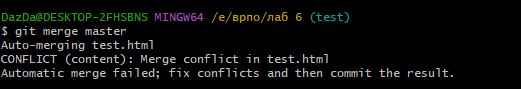 DazDa@DESKTOP-2FHSBNS MINGW64 /e/врпо/лаб 6 (test)
$ git merge master
Auto-merging test.html
CONFLICT (content): Merge conflict in test.html
Automatic merge failed; fix conflicts and then commit the result.